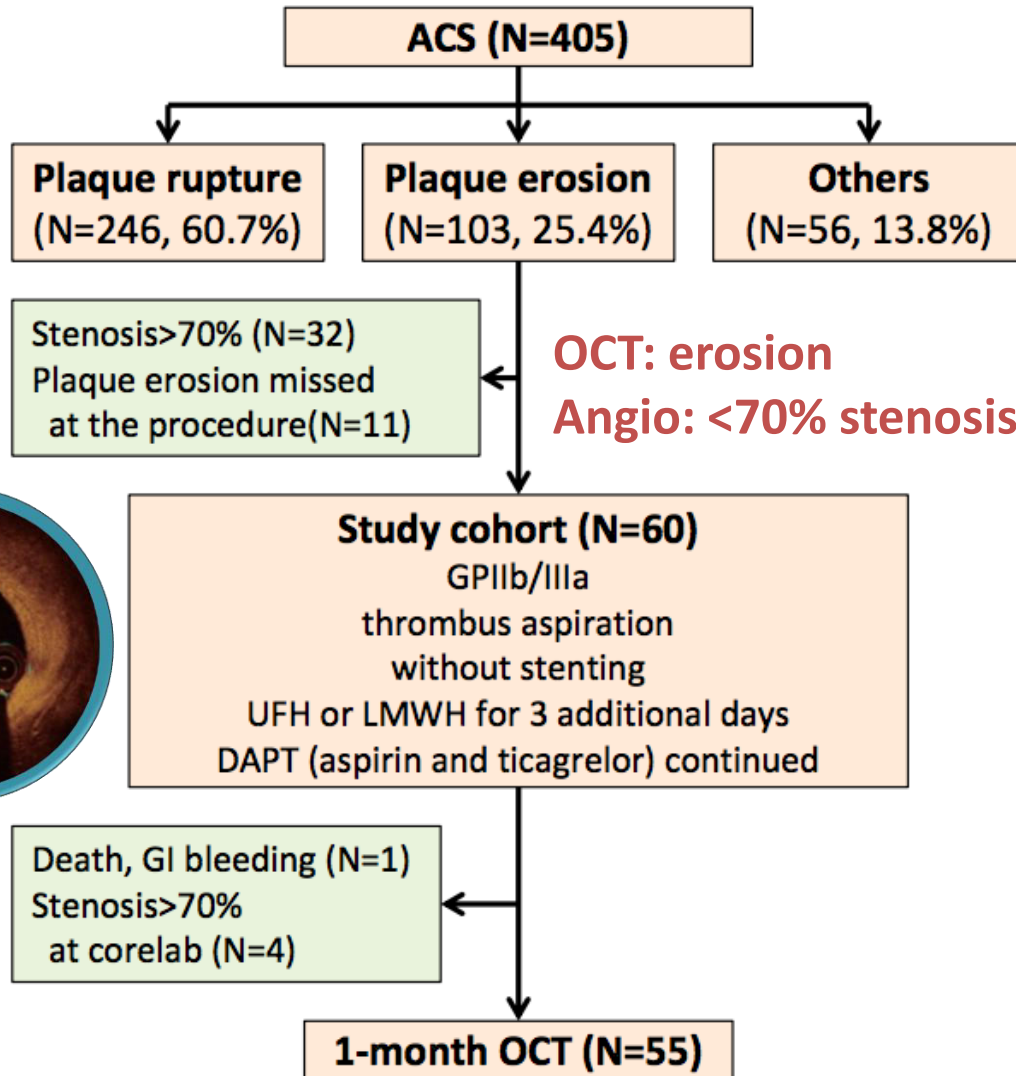 ACS (N=405)
Plaque rupture
(N=246, 60.7%)
Plaque erosion
(N=103, 25.4%)
Others
(N=56, 13.8%)
Stenosis>70% (N=32)
Plaque erosion missed
at the procedure(N=11)
OCT: erosion
Angio: <70% stenosis
Study cohort (N=60)
GPIIb/IIIa
thrombus aspiration
without stenting
UFH or LMWH for 3 additional days
DAPT (aspirin and ticagrelor) continued
Death, GI bleeding (N=1)
Stenosis>70%
at corelab (N=4)
1-month OCT (N=55)